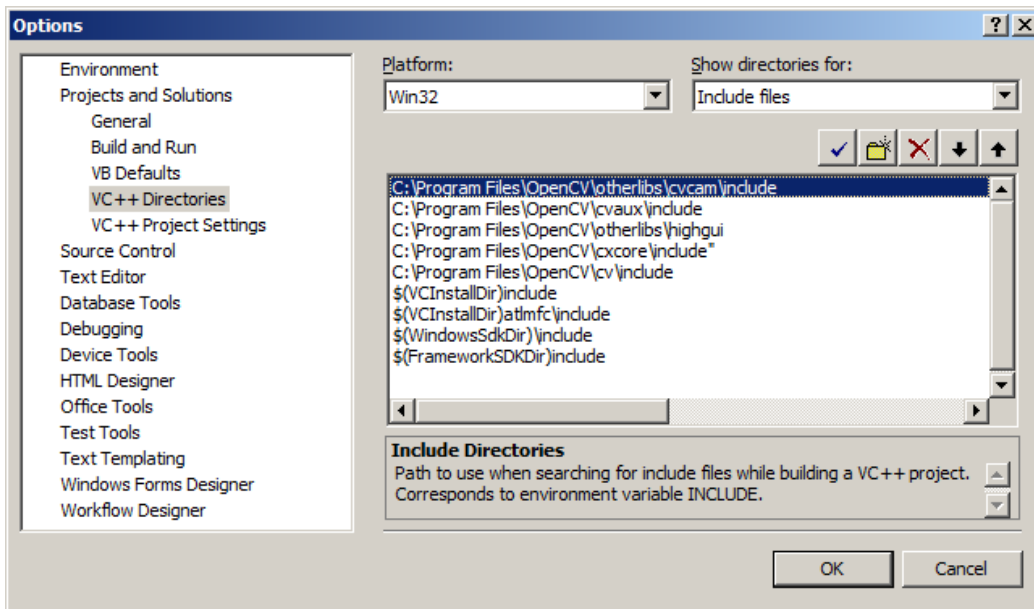 Options
Environment
Projects and Solutions
General
Build and Run
VB Defaults
VC++ Directories
VC++ Project Settings
Source Control
Text Editor
Database Tools
Debugging
Device Tools
HTML Designer
Office Tools
Test Tools
Text Templating
Windows Forms Designer
Workflow Designer
Platform:
Win32
Show directories for:
Include files
C:\Program Files\OpenCV\otherlibs\cvcam\include
C:\Program Files\OpenCV\cvaux\include
C:\Program Files\OpenCV\otherlibs\highgui
C:\Program Files\OpenCV\cxcore\include"
C:\Program Files\OpenCV\cv\include
$(VCInstallDir)include
$(VCInstallDir)atlmfc\include
$(WindowsSdkDir)\include
$(FrameworkSDKDir)include
Include Directories
Path to use when searching for include files while building a VC++ project.
Corresponds to environment variable INCLUDE.
OK
Cancel